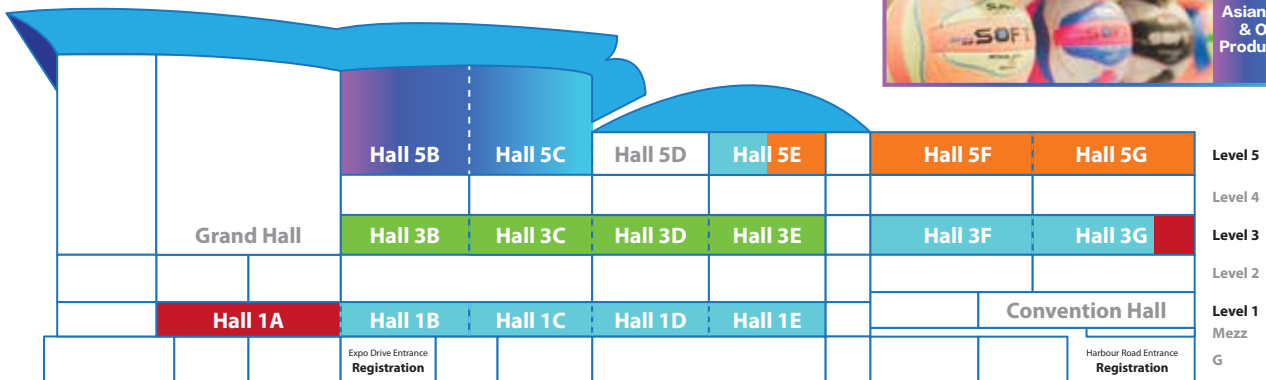 SOFT
Asian
& O
Produ
Hall 5B
Hall 5C
Hall 5D
Hall 5E
Hall 5F
Hall 5G
Level 5
Level 4
Grand Hall
Hall 3B
Hall 3C
Hall 3D
Hall 3E
Hall 3F
Hall 3G
Level 3
Level 2
Hall 1A
Hall 1B
Hall 1C
Hall 1D
Hall 1E
Convention Hall
Level 1
Mezz
Expo Drive Entrance
Registration
Harbour Road Entrance
Registration
G